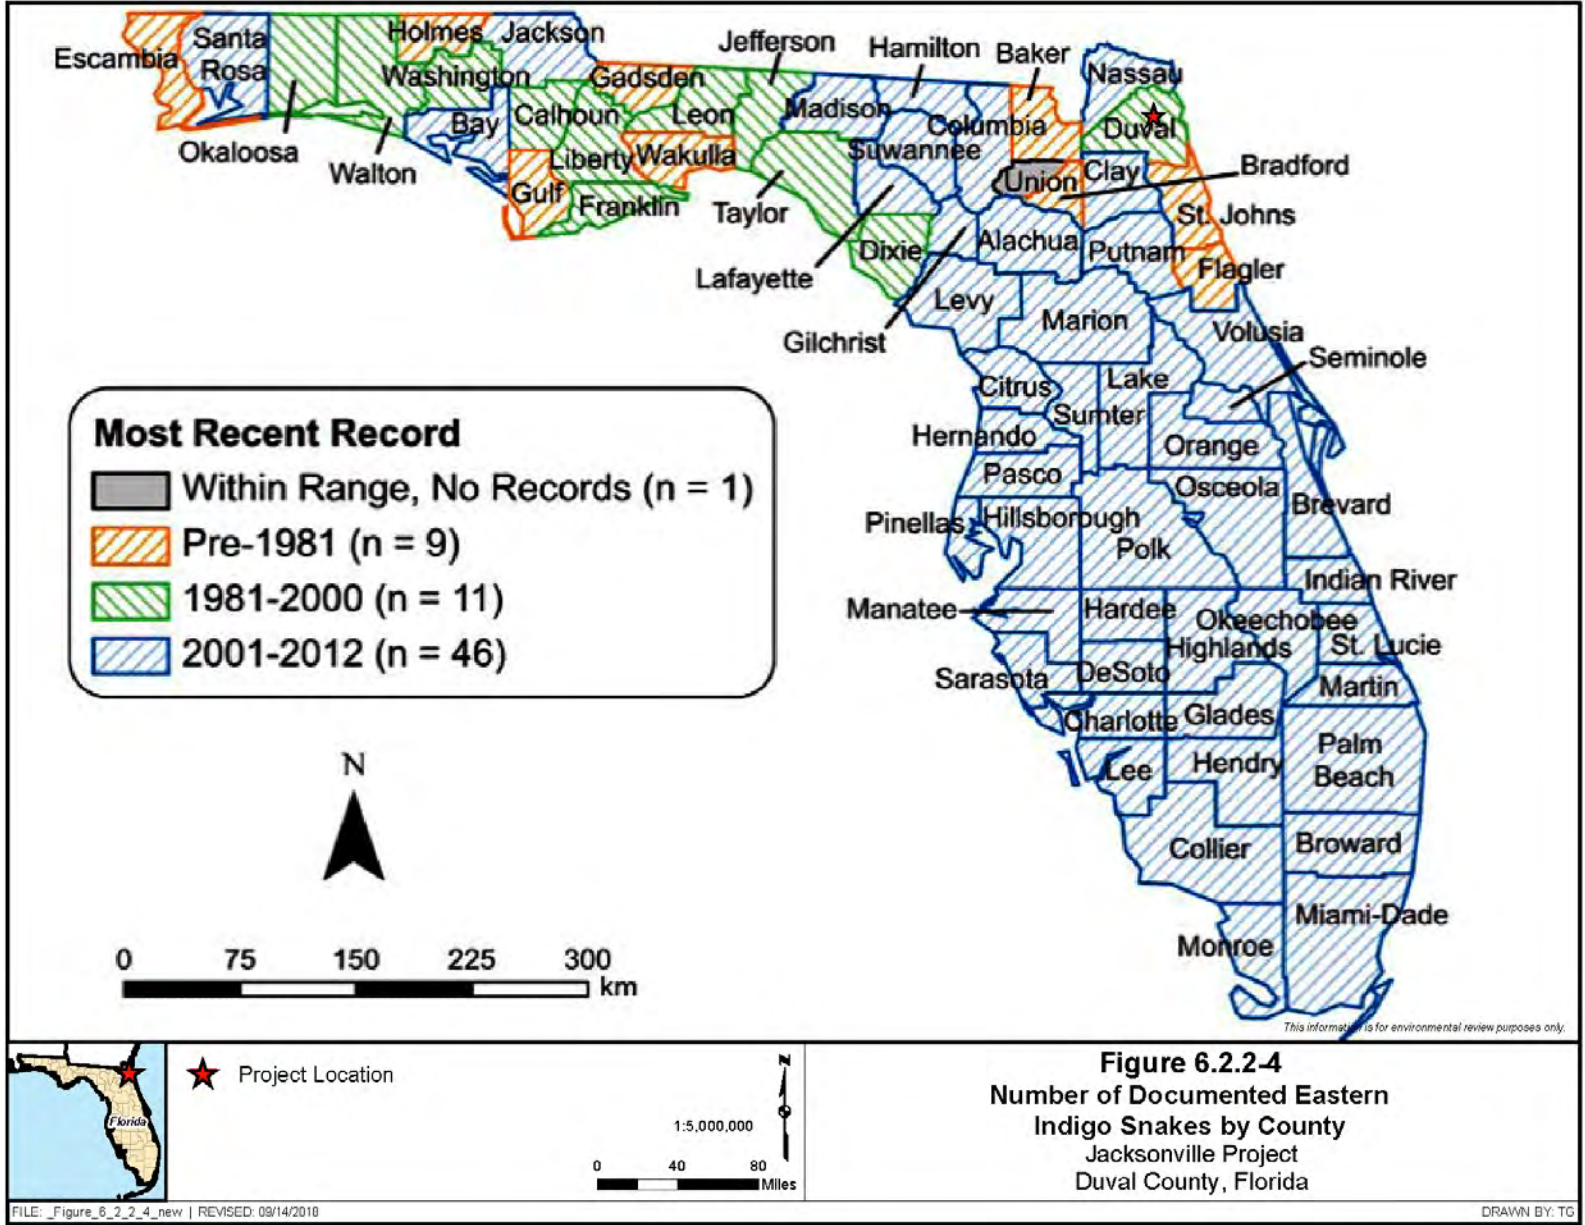 Escambia
Santa
Rosa
Holmes
Jackson
Washington
Okaloosa
Walton
Bay
Calhoun
Gulf
Liberty
Franklin
Gadsden
Leon
Wakulla
Jefferson
Taylor
Madison
Hamilton
Suwannee
Lafayette
Dixie
Columbia
Baker
Union
Nassau
Duval
Clay
Bradford
St. Johns
Gilchrist
Alachua
Putnam
Flagler
Levy
Marion
Volusia
Seminole
Citrus
Lake
Sumter
Hernando
Orange
Pasco
Osceola
Brevard
Pinellas
Hillsborough
Polk
Indian River
Manatee
Hardee
Okeechobee
Highlands
St. Lucie
Sarasota
DeSoto
Martin
Charlotte
Glades
Lee
Hendry
Palm
Beach
Collier
Broward
Miami-Dade
Monroe
Most Recent Record
Within Range, No Records (n = 1)
Pre-1981 (n = 9)
1981-2000 (n = 11)
2001-2012 (n = 46)
N
0 75 150 225 300
km
This information is for environmental review purposes only.
Florida
Project Location
N
1:5,000,000
0 40 80
Miles
Figure 6.2.2-4
Number of Documented Eastern
Indigo Snakes by County
Jacksonville Project
Duval County, Florida
FILE: _Figure_6_2_2_4_new | REVISED: 09/14/2018
DRAWN BY: TG